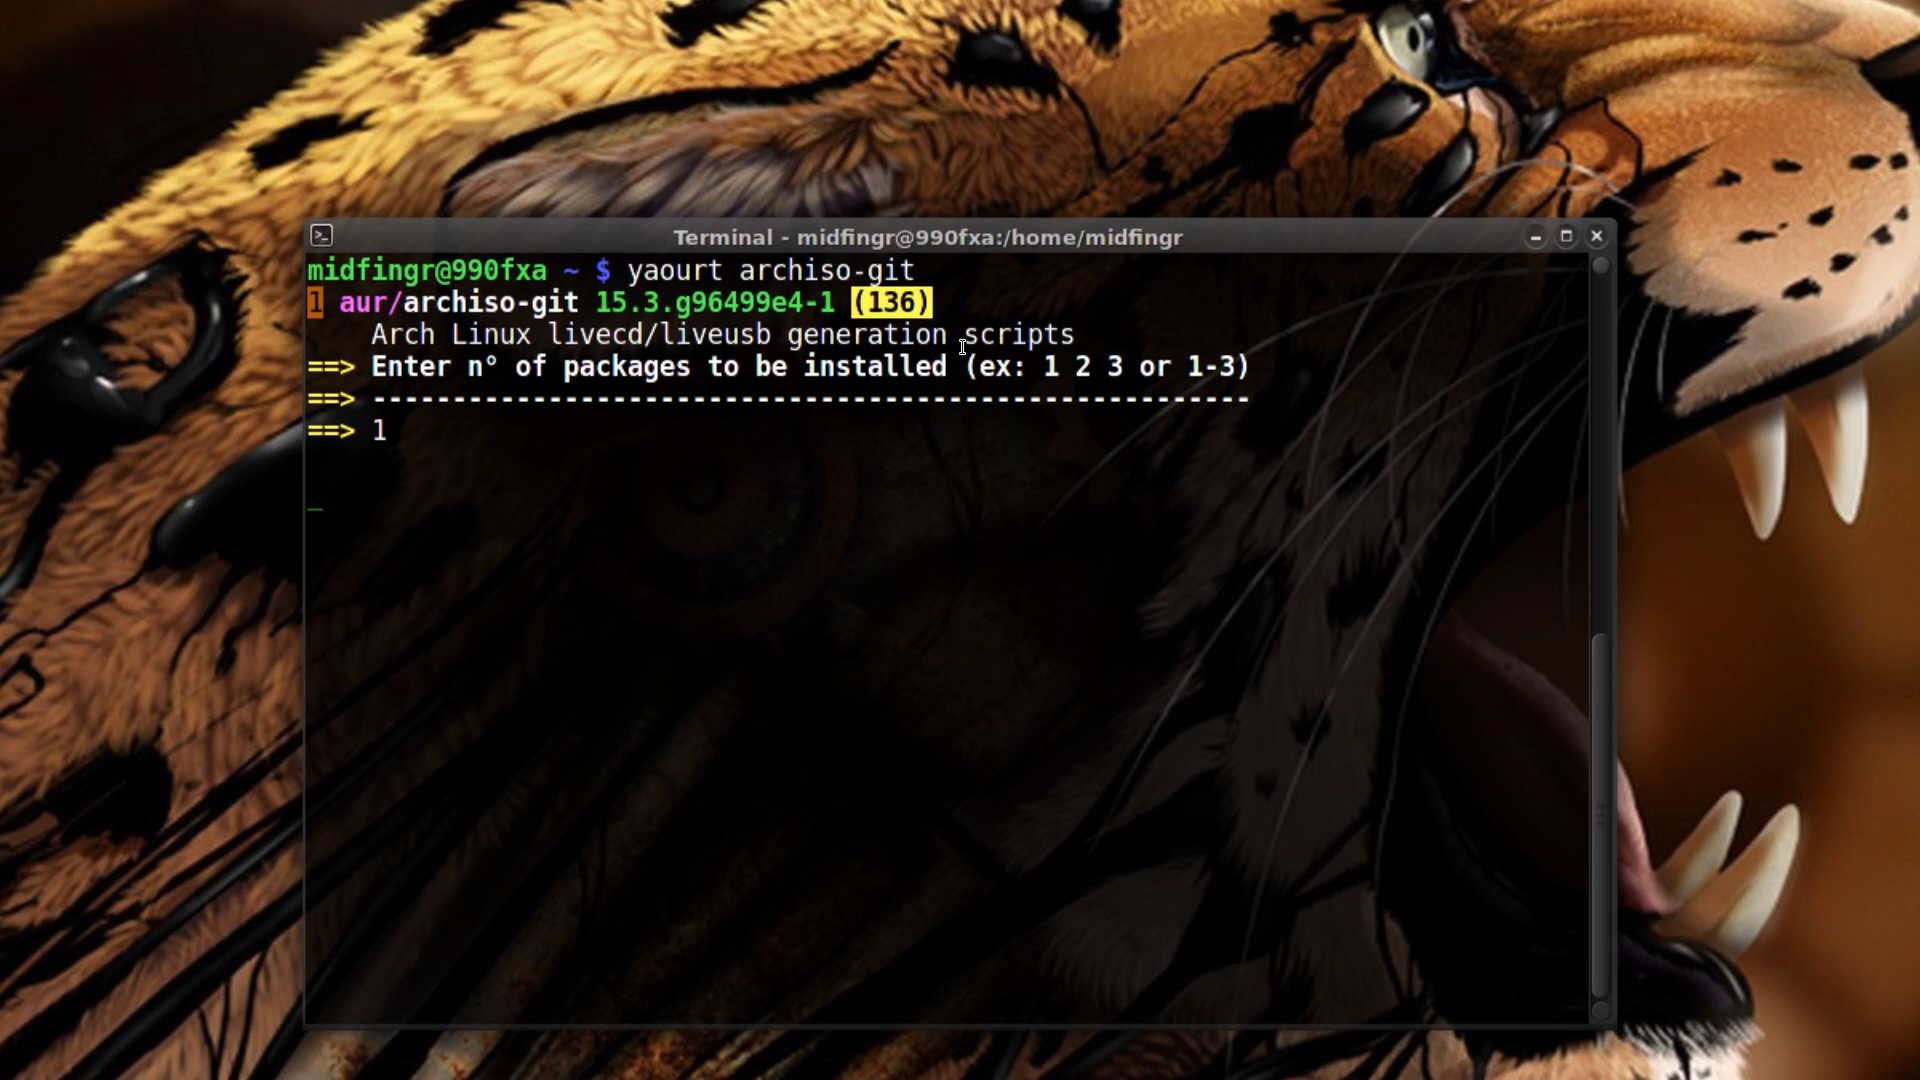 Terminal - midfingr@990fxa:/home/midfingr
midfingr@990fxa ~ $ yaourt archiso-git
1 aur/archiso-git 15.3.g96499e4-1 (136)
Arch Linux livecd/liveusb generation scripts
==> Enter n° of packages to be installed (ex: 1 2 3 or 1-3)
==> -------------------------------------------------------
==> 1